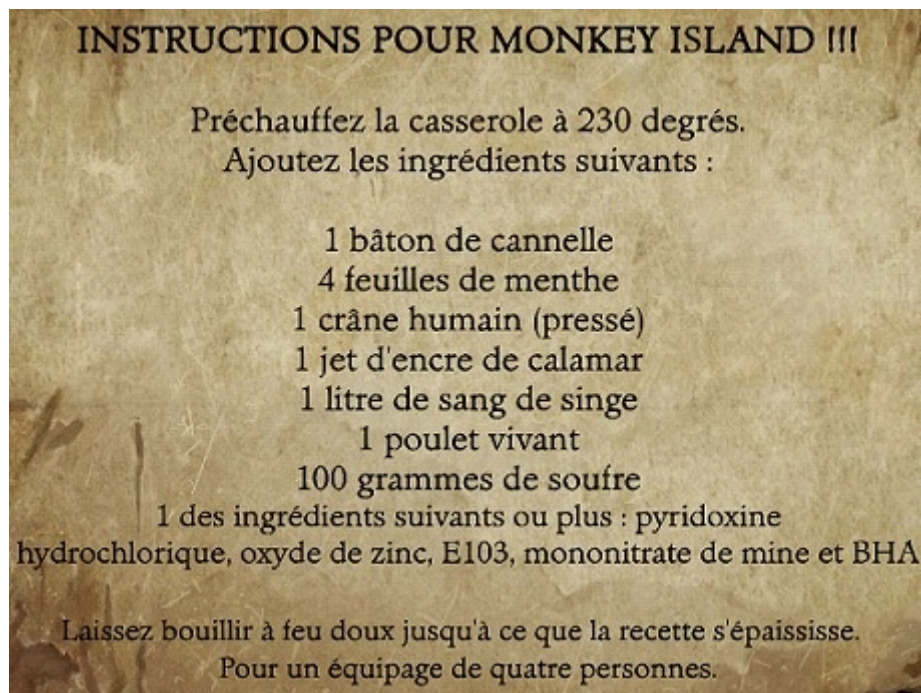 INSTRUCTIONS POUR MONKEY ISLAND !!!
Préchauffez la casserole à 230 degrés.
Ajoutez les ingrédients suivants :
1 bâton de cannelle
4 feuilles de menthe
1 crâne humain (pressé)
1 jet d'encre de calamar
1 litre de sang de singe
1 poulet vivant
100 grammes de soufre
1 des ingrédients suivants ou plus : pyridoxine
hydrochlorique, oxyde de zinc, E103, mononitrate de mine et BHA
Laissez bouillir à feu doux jusqu'à ce que la recette s'épaississe.
Pour un équipage de quatre personnes.